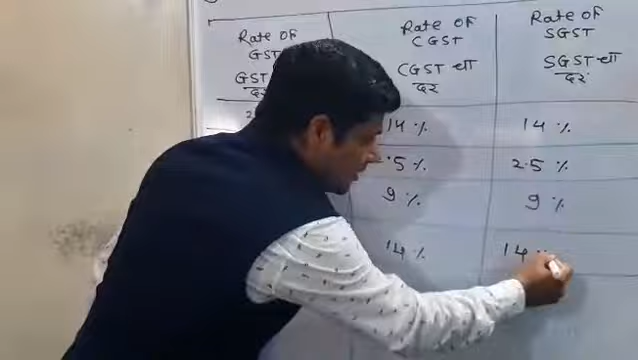 Rate of GST
GST
दर
Rate of CGST
CGST चा
दर
Rate of SGST
SGST चा
दर
14 %
14 %
.5 %
2.5 %
9 %
9 %
14 %
14